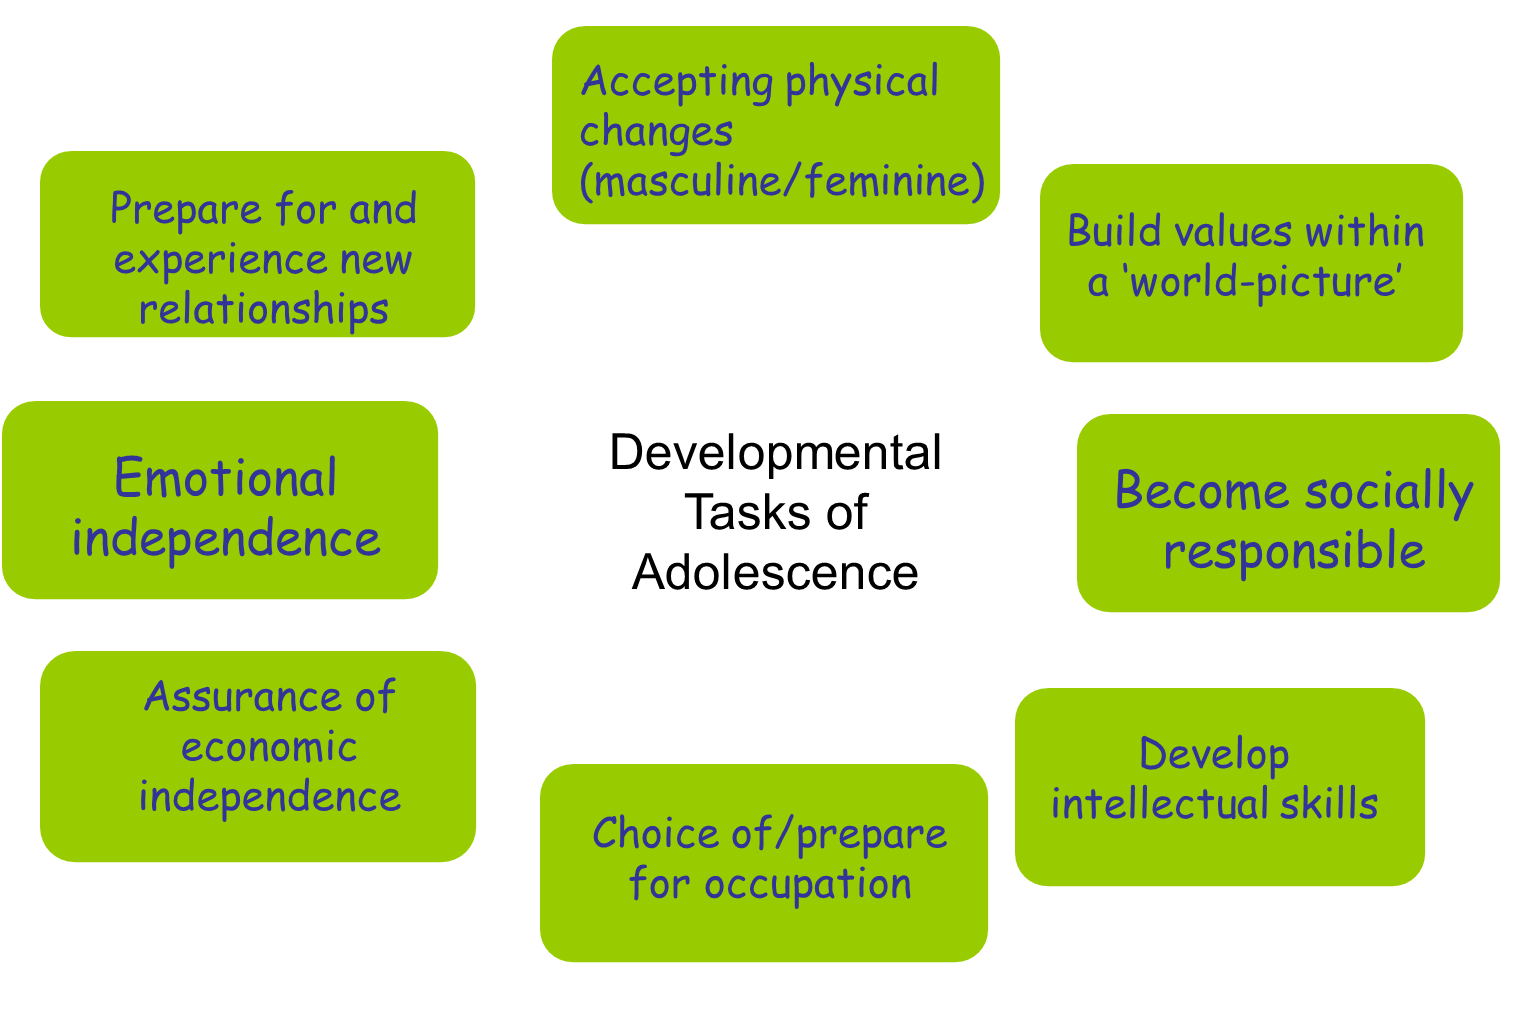 Accepting physical
changes
(masculine/feminine)
Prepare for and
experience new
relationships
Build values within
a ‘world-picture’
Developmental
Tasks of
Adolescence
Emotional
independence
Become socially
responsible
Assurance of
economic
independence
Develop
intellectual skills
Choice of/prepare
for occupation